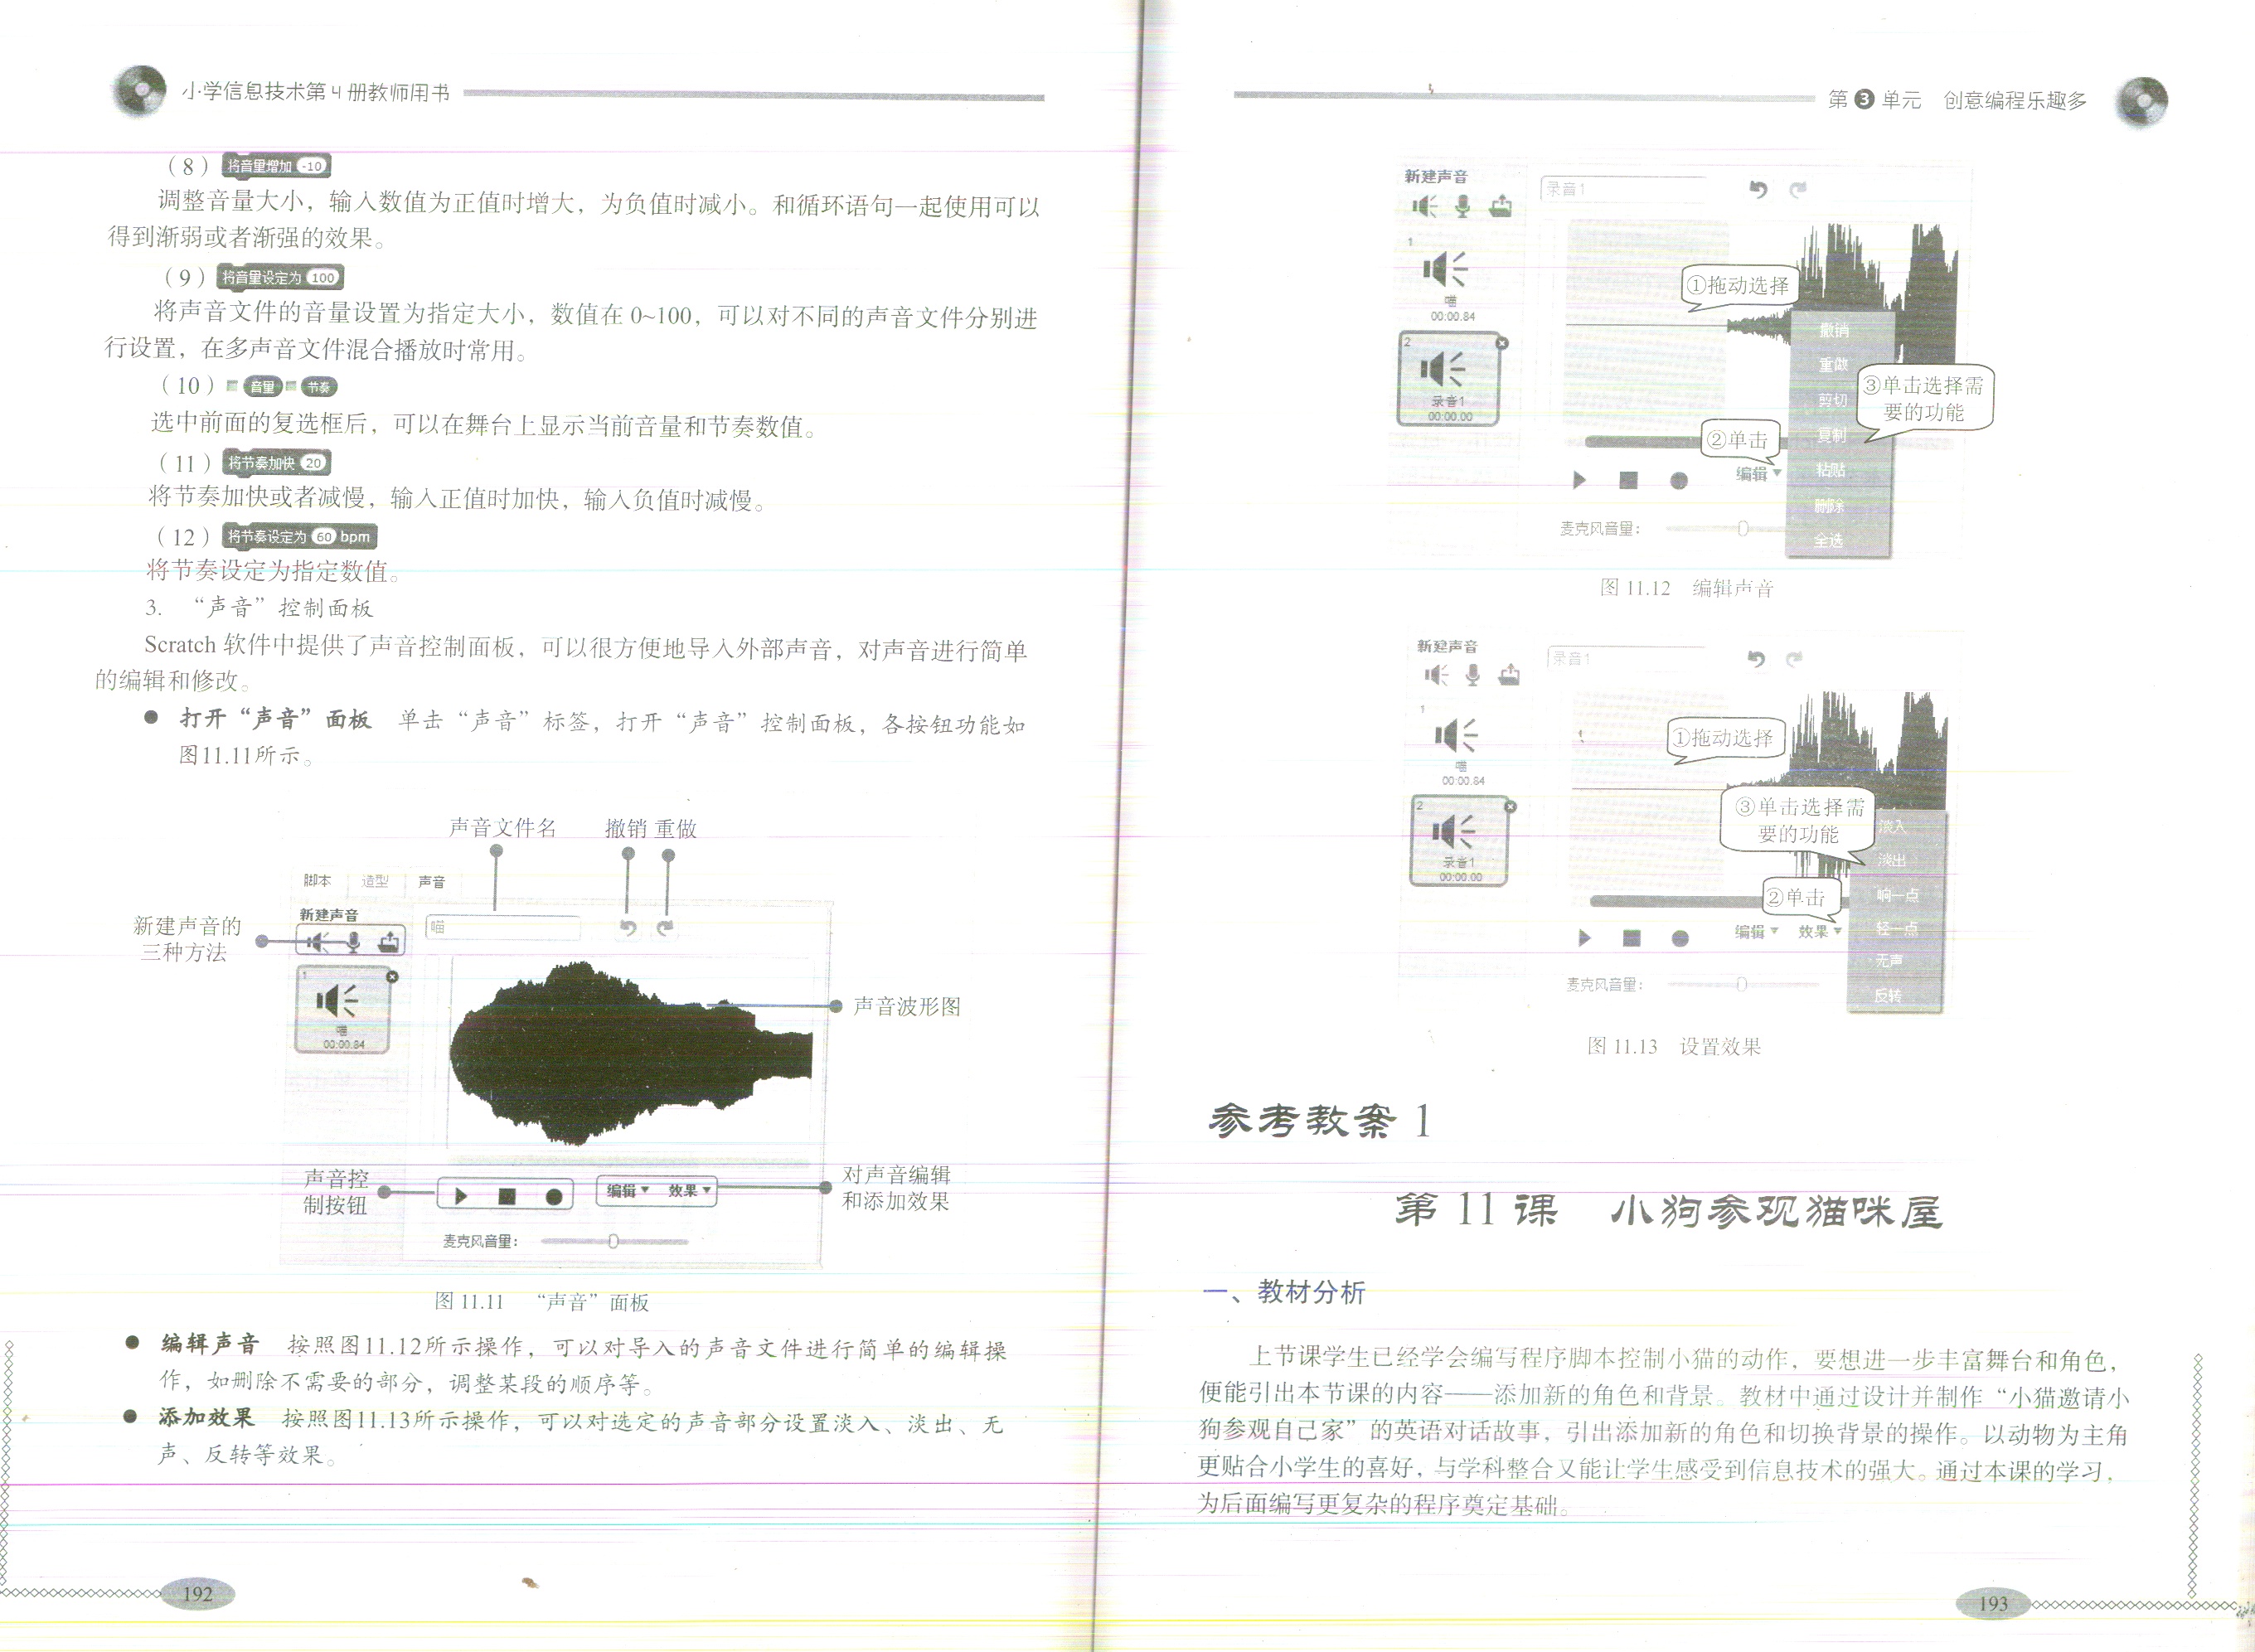 小学信息技术第4册教师用书
（8）将音量增加 -10
调整音量大小，输入数值为正值时增大，为负值时减小。和循环语句一起使用可以
得到渐弱或者渐强的效果。
（9）将音量设定为 100
将声音文件的音量设置为指定大小，数值在 0~100，可以对不同的声音文件分别进
行设置，在多声音文件混合播放时常用。
（10）音量 节奏
选中前面的复选框后，可以在舞台上显示当前音量和节奏数值。
（11）将节奏加快 20
将节奏加快或者减慢，输入正值时加快，输入负值时减慢。
（12）将节奏设定为 60 bpm
将节奏设定为指定数值。
3. “声音”控制面板
Scratch 软件中提供了声音控制面板，可以很方便地导入外部声音，对声音进行简单
的编辑和修改。
● 打开“声音”面板 单击“声音”标签，打开“声音”控制面板，各按钮功能如
图11.11所示。
声音文件名 撤销 重做
脚本 造型 声音
新建声音
喵
新建声音的
三种方法
1
喵
00:00.84
声音波形图
声音控
制按钮
编辑 效果
对声音编辑
和添加效果
麦克风音量：
图 11.11 “声音”面板
● 编辑声音 按照图11.12所示操作，可以对导入的声音文件进行简单的编辑操
作，如删除不需要的部分，调整某段的顺序等。
● 添加效果 按照图11.13所示操作，可以对选定的声音部分设置淡入、淡出、无
声、反转等效果。
192
第 3 单元 创意编程乐趣多
新建声音
录音1
1
喵
00:00.84
2
录音1
00:00.00
①拖动选择
②单击
③单击选择需
要的功能
撤消
重做
剪切
复制
粘贴
删除
全选
编辑
麦克风音量：
图 11.12 编辑声音
新建声音
录音1
1
喵
00:00.84
2
录音1
00:00.00
①拖动选择
③单击选择需
要的功能
②单击
淡入
淡出
响一点
轻一点
无声
反转
编辑 效果
麦克风音量：
图 11.13 设置效果
参考教案 1
第 11 课 小狗参观猫咪屋
一、教材分析
上节课学生已经学会编写程序脚本控制小猫的动作，要想进一步丰富舞台和角色，
便能引出本节课的内容——添加新的角色和背景。教材中通过设计并制作“小猫邀请小
狗参观自己家”的英语对话故事，引出添加新的角色和切换背景的操作。以动物为主角
更贴合小学生的喜好，与学科整合又能让学生感受到信息技术的强大。通过本课的学习，
为后面编写更复杂的程序奠定基础。
193